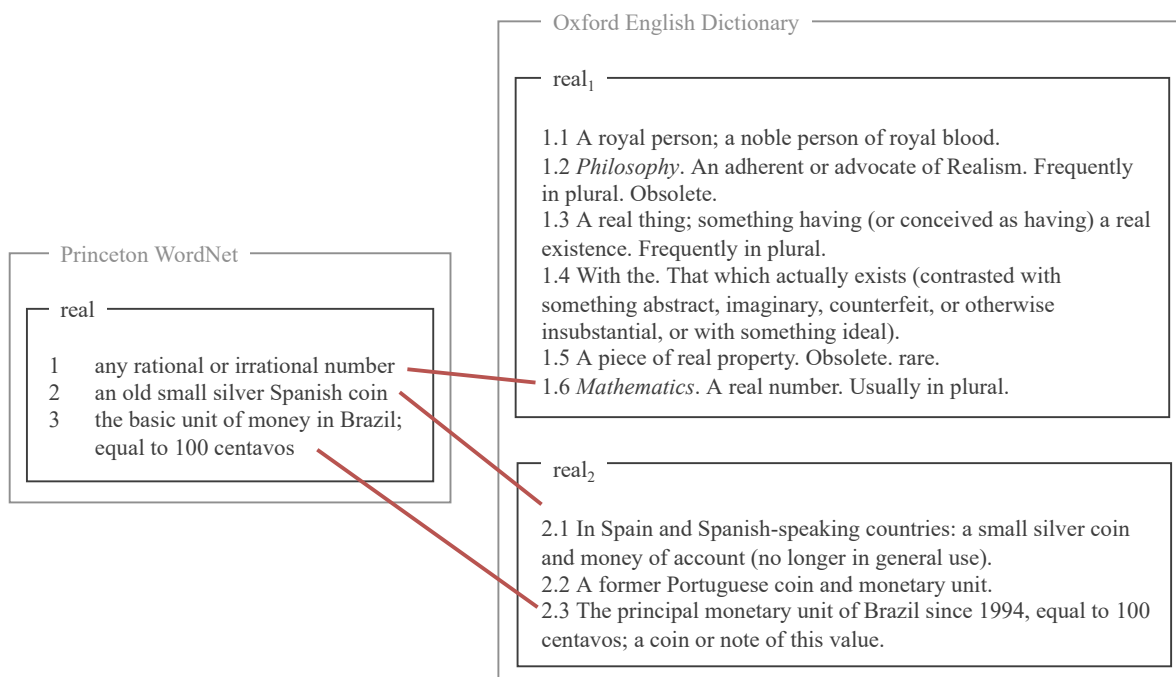 Princeton WordNet
real
1 any rational or irrational number
2 an old small silver Spanish coin
3 the basic unit of money in Brazil;
equal to 100 centavos
Oxford English Dictionary
real₁
1.1 A royal person; a noble person of royal blood.
1.2 Philosophy. An adherent or advocate of Realism. Frequently
in plural. Obsolete.
1.3 A real thing; something having (or conceived as having) a real
existence. Frequently in plural.
1.4 With the. That which actually exists (contrasted with
something abstract, imaginary, counterfeit, or otherwise
insubstantial, or with something ideal).
1.5 A piece of real property. Obsolete. rare.
1.6 Mathematics. A real number. Usually in plural.
real₂
2.1 In Spain and Spanish-speaking countries: a small silver coin
and money of account (no longer in general use).
2.2 A former Portuguese coin and monetary unit.
2.3 The principal monetary unit of Brazil since 1994, equal to 100
centavos; a coin or note of this value.